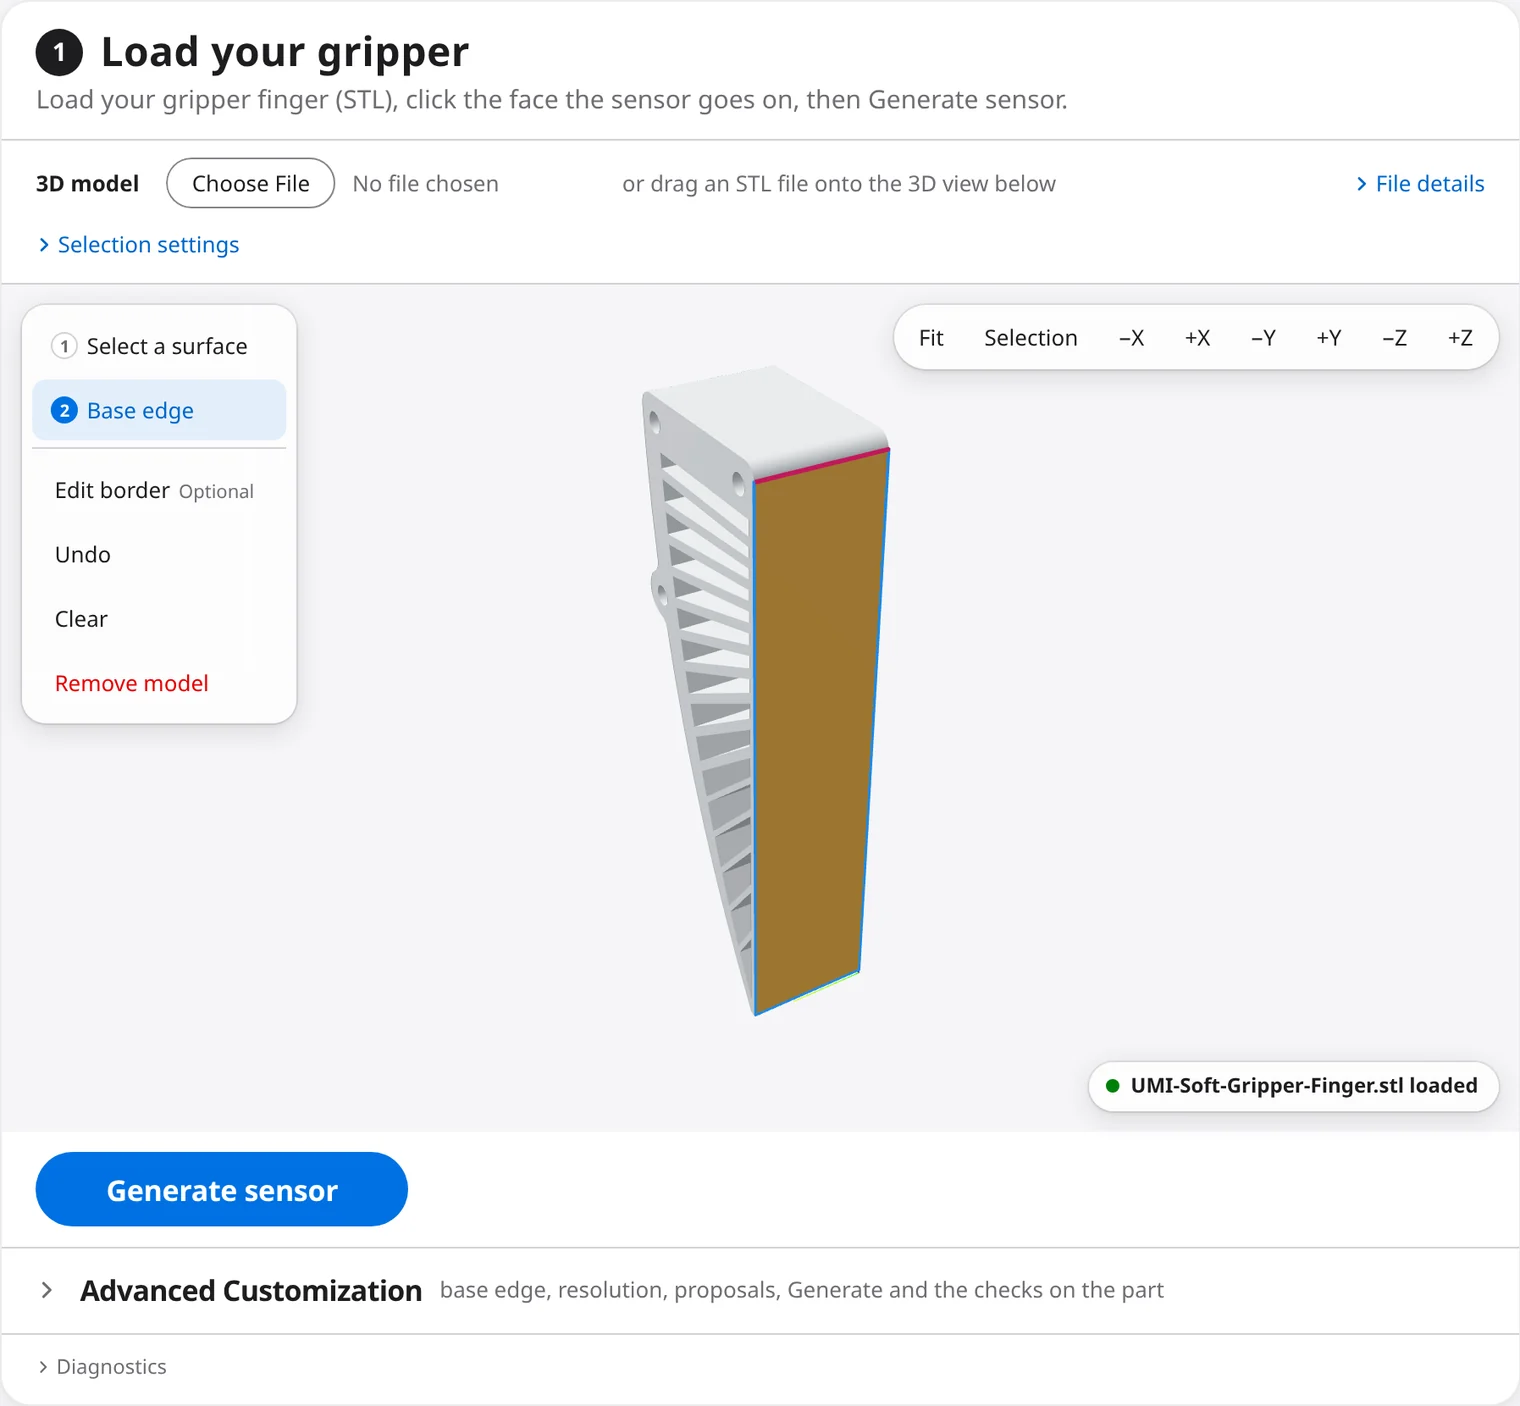 1 Load your gripper
Load your gripper finger (STL), click the face the sensor goes on, then Generate sensor.
3D model Choose File No file chosen or drag an STL file onto the 3D view below File details
Selection settings
1 Select a surface
2 Base edge
Edit border Optional
Undo
Clear
Remove model
Fit Selection –X +X –Y +Y –Z +Z
UMI-Soft-Gripper-Finger.stl loaded
Generate sensor
Advanced Customization base edge, resolution, proposals, Generate and the checks on the part
Diagnostics